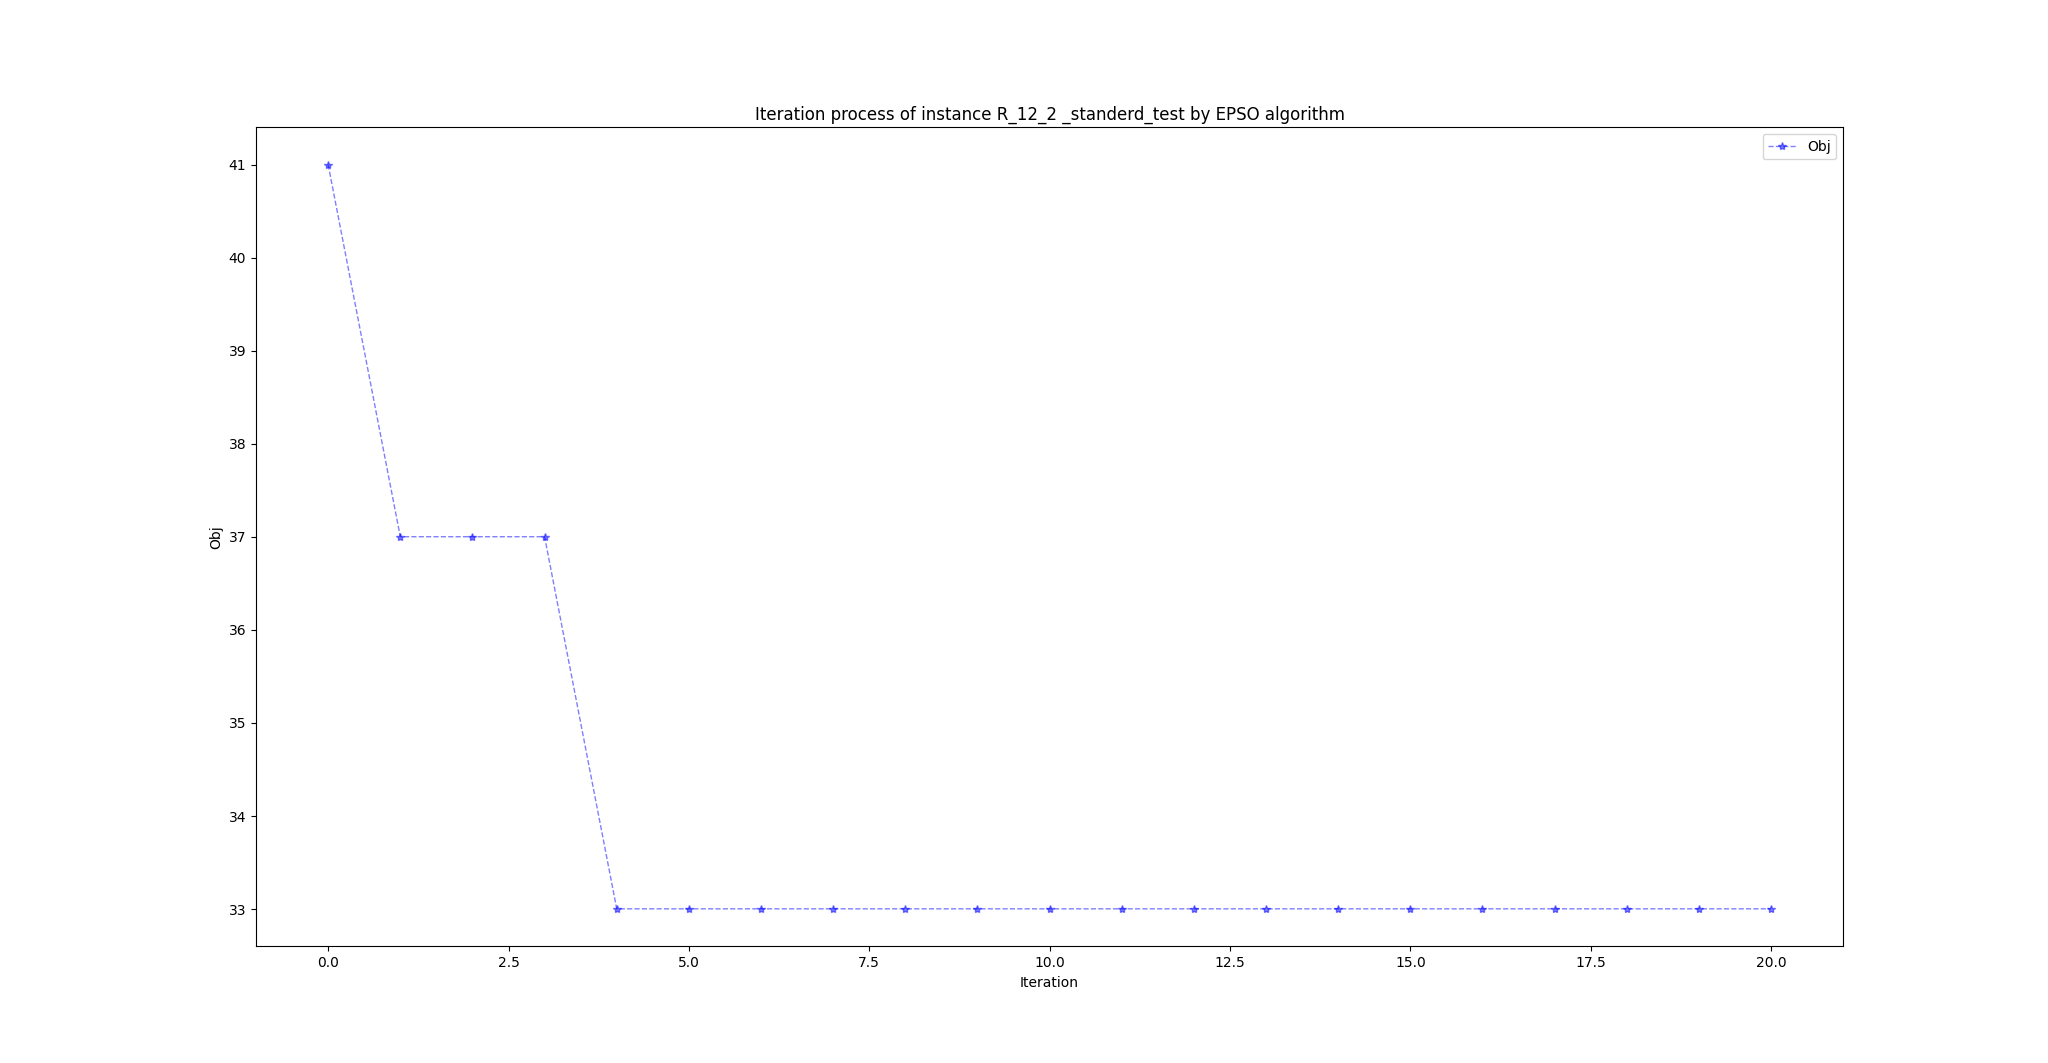 Iteration process of instance R_12_2 _standerd_test by EPSO algorithm
Obj
41
40
39
38
37
36
35
34
33
Obj
0.0 2.5 5.0 7.5 10.0 12.5 15.0 17.5 20.0
Iteration